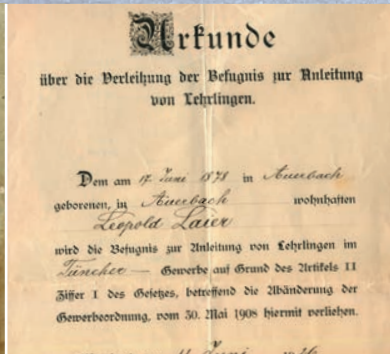 Urkunde
über die Verleihung der Befugnis zur Anleitung
von Lehrlingen.
Dem am 17. Juni 1878 in Auerbach
geborenen, in Auerbach wohnhaften
Leopold Laier
wird die Befugnis zur Anleitung von Lehrlingen im
Tüncher — Gewerbe auf Grund des Artikels II
Ziffer I des Gesetzes, betreffend die Abänderung der
Gewerbeordnung, vom 30. Mai 1908 hiermit verliehen.
Juni